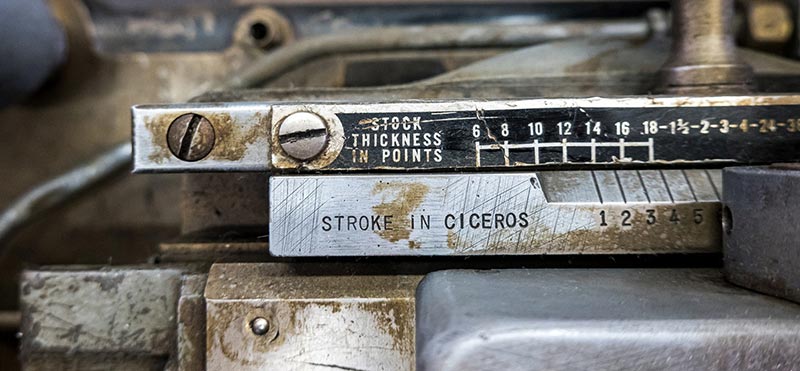 STOCK
THICKNESS
IN POINTS
6 8 10 12 14 16 18-1½-2-3-4-24-30
STROKE IN CICEROS
1 2 3 4 5